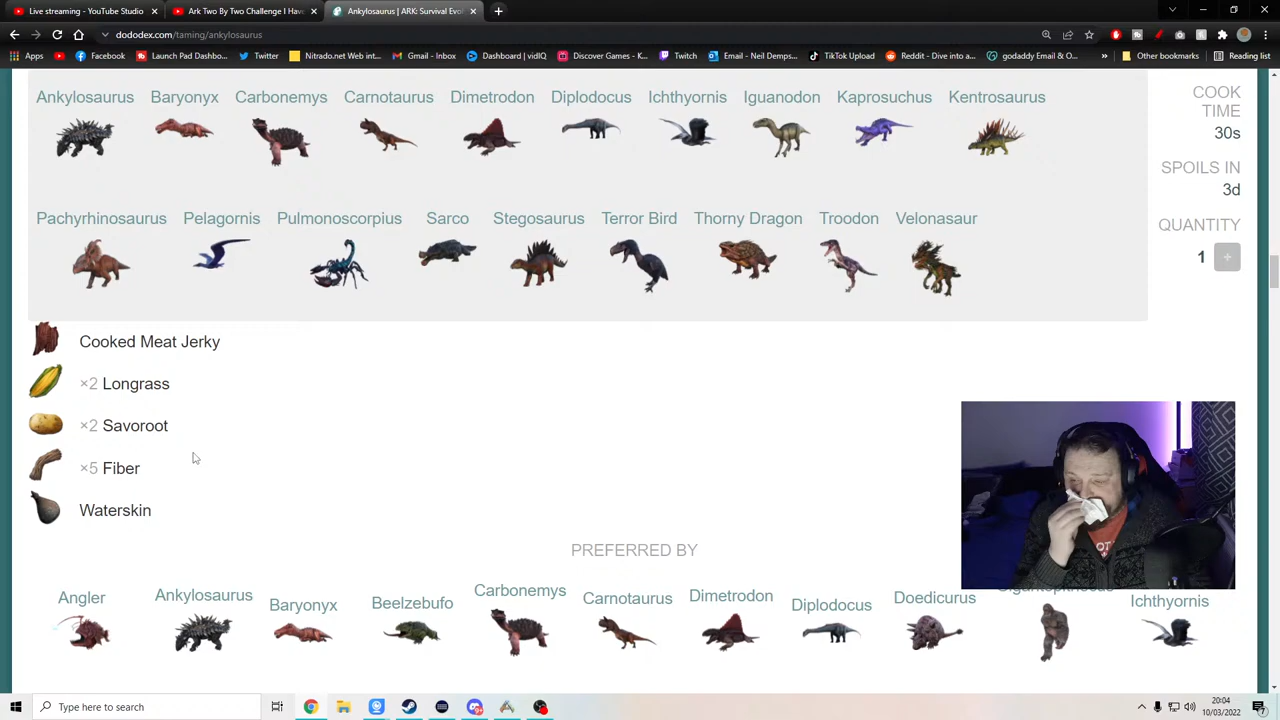 Live streaming - YouTube Studio
Ark Two By Two Challenge I Hav
Ankylosaurus | ARK: Survival Evol
dododex.com/taming/ankylosaurus
Apps YouTube Facebook Launch Pad Dashbo... Twitter Nitrado.net Web int... Gmail - Inbox Dashboard | vidIQ Discover Games - K... Twitch Email - Neil Demps... TikTok Upload Reddit - Dive in a... godaddy Email & O... Other bookmarks Reading list
Ankylosaurus Baryonyx Carbonemys Carnotaurus Dimetrodon Diplodocus Ichthyornis Iguanodon Kaprosuchus Kentrosaurus
COOK
TIME
30s
SPOILS IN
3d
QUANTITY
1 +
Pachyrhinosaurus Pelagornis Pulmonoscorpius Sarco Stegosaurus Terror Bird Thorny Dragon Troodon Velonasaur
Cooked Meat Jerky
×2 Longrass
×2 Savoroot
×5 Fiber
Waterskin
PREFERRED BY
Angler Ankylosaurus Baryonyx Beelzebufo Carbonemys Carnotaurus Dimetrodon Diplodocus Doedicurus Ichthyornis
Type here to search
20:04
10/03/2022